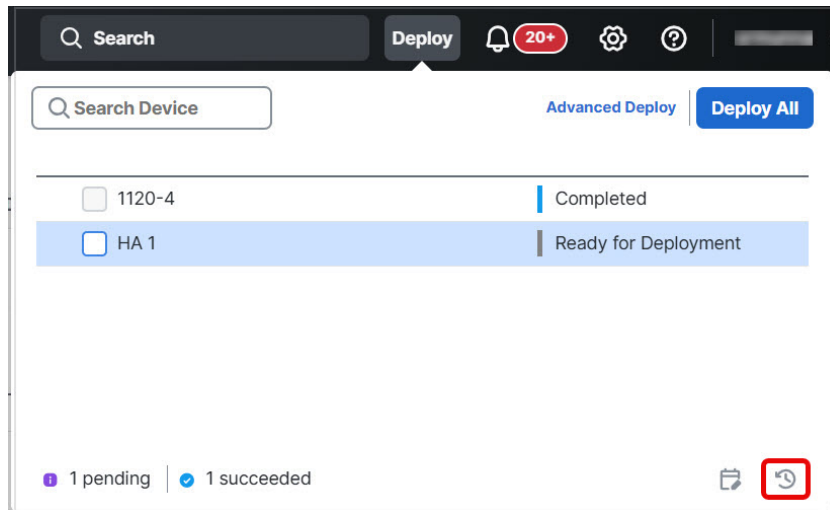 Search Deploy 20+
Search Device Advanced Deploy Deploy All
1120-4 Completed
HA 1 Ready for Deployment
1 pending 1 succeeded